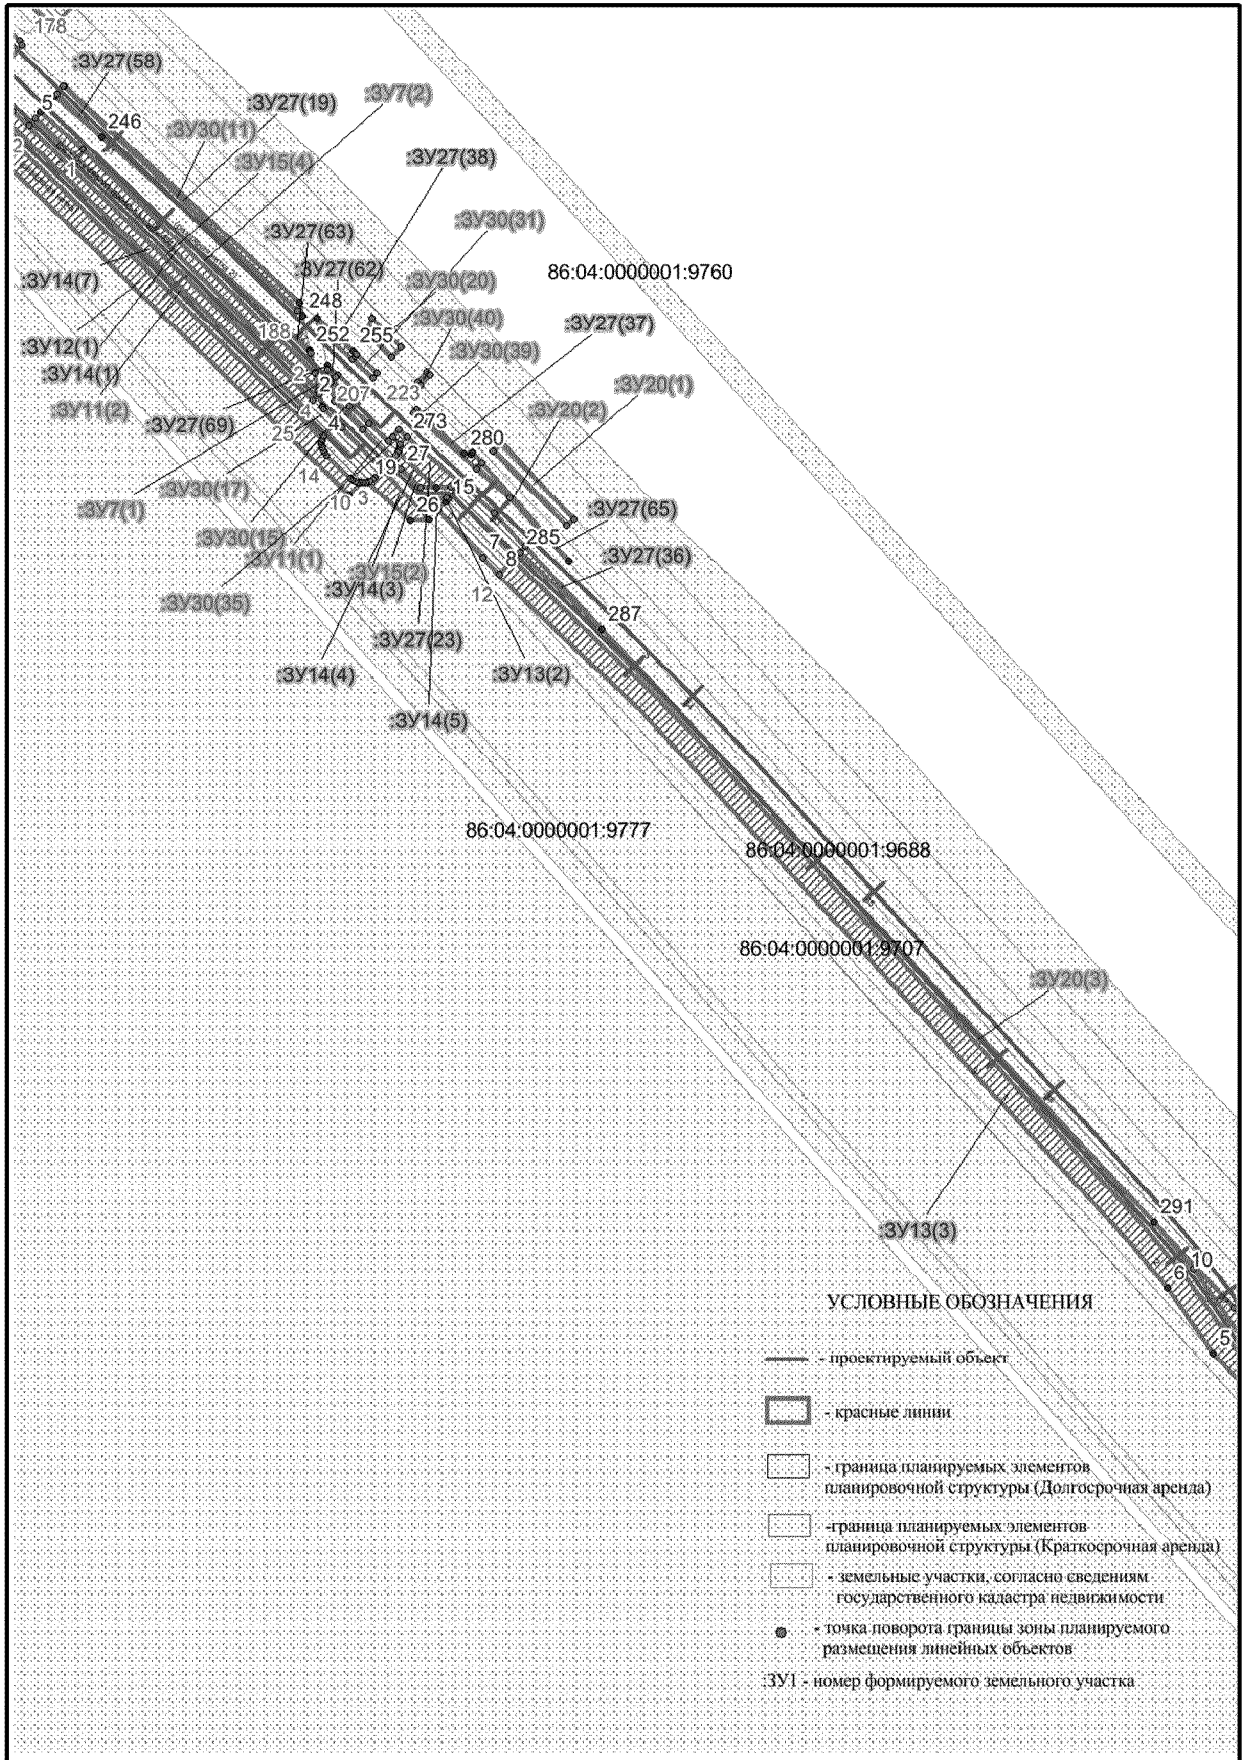 178
:ЗУ27(58)
:ЗУ7(2)
:ЗУ27(19)
5
246
:ЗУ30(11)
2
:ЗУ15(4)
:ЗУ27(38)
1
:ЗУ30(31)
:ЗУ27(63)
:ЗУ27(62)
86:04:0000001:9760
:ЗУ14(7)
:ЗУ30(20)
248
:ЗУ30(40)
:ЗУ27(37)
188
252
255
:ЗУ12(1)
:ЗУ30(39)
:ЗУ14(1)
2
:ЗУ20(1)
2
223
:ЗУ11(2)
207
:ЗУ20(2)
4
273
:ЗУ27(69)
4
25
280
27
14
19
:ЗУ30(17)
10
3
15
:ЗУ7(1)
26
:ЗУ27(65)
:ЗУ30(15)
7
285
:ЗУ11(1)
8
:ЗУ27(36)
:ЗУ15(2)
12
:ЗУ14(3)
:ЗУ30(35)
287
:ЗУ27(23)
:ЗУ14(4)
:ЗУ13(2)
:ЗУ14(5)
86:04:0000001:9777
86:04:0000001:9688
86:04:0000001:9707
:ЗУ20(3)
291
:ЗУ13(3)
10
6
5
УСЛОВНЫЕ ОБОЗНАЧЕНИЯ
- проектируемый объект
- красные линии
- граница планируемых элементов
планировочной структуры (Долгосрочная аренда)
-граница планируемых элементов
планировочной структуры (Краткосрочная аренда)
- земельные участки, согласно сведениям
государственного кадастра недвижимости
- точка поворота границы зоны планируемого
размещения линейных объектов
:ЗУ1 - номер формируемого земельного участка